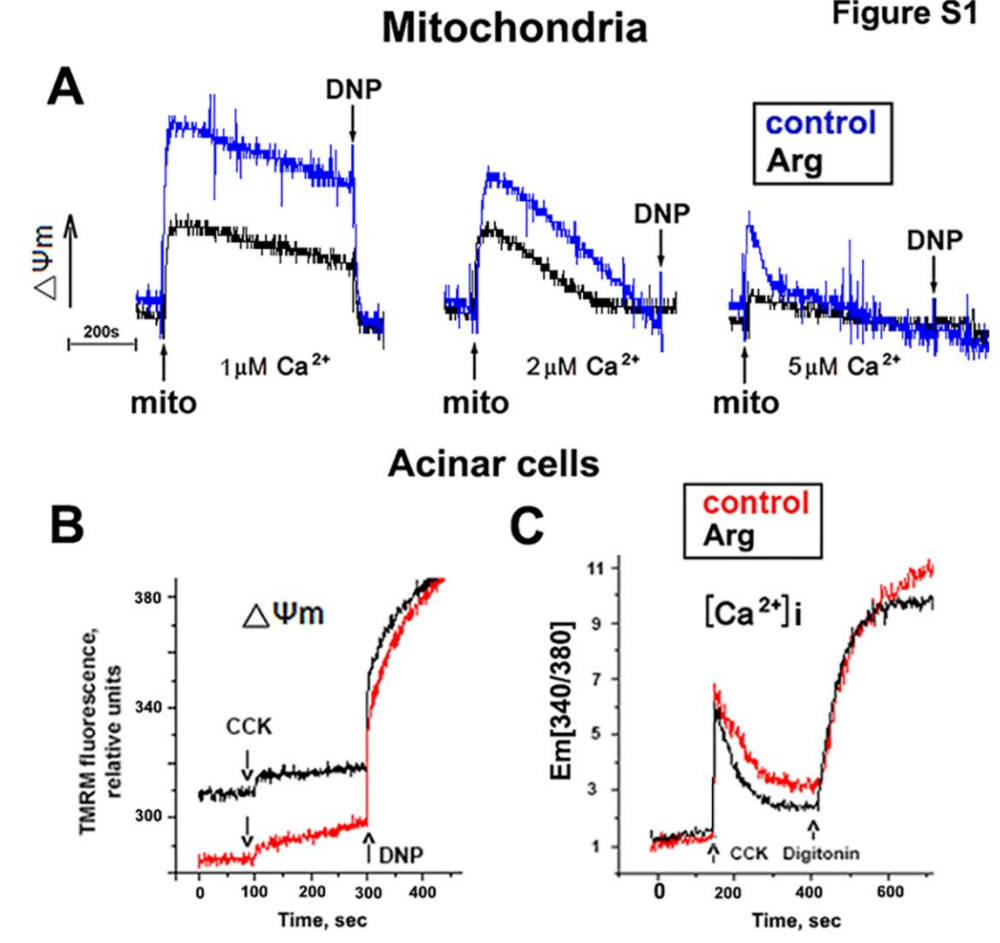 Figure S1
Mitochondria
A
DNP
control
Arg
DNP
DNP
△Ψm
200s
1µM Ca²⁺
2µM Ca²⁺
5µM Ca²⁺
mito
mito
mito
Acinar cells
B
C
control
Arg
△Ψm
[Ca²⁺]i
TMRM fluorescence,
relative units
380
340
300
CCK
DNP
0 100 200 300 400
Time, sec
Em[340/380]
11
9
7
5
3
1
CCK Digitonin
0 200 400 600
Time, sec